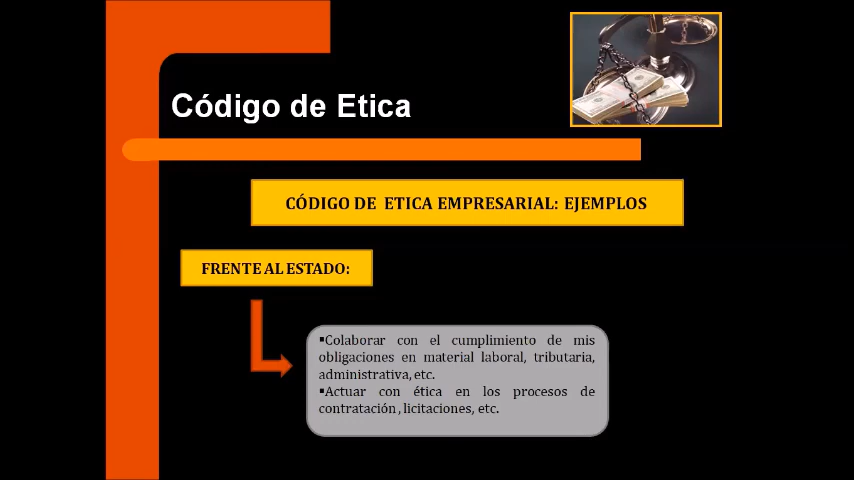 Código de Etica
CÓDIGO DE ETICA EMPRESARIAL: EJEMPLOS
FRENTE AL ESTADO:
▪Colaborar con el cumplimiento de mis
obligaciones en material laboral, tributaria,
administrativa, etc.
▪Actuar con ética en los procesos de
contratación, licitaciones, etc.